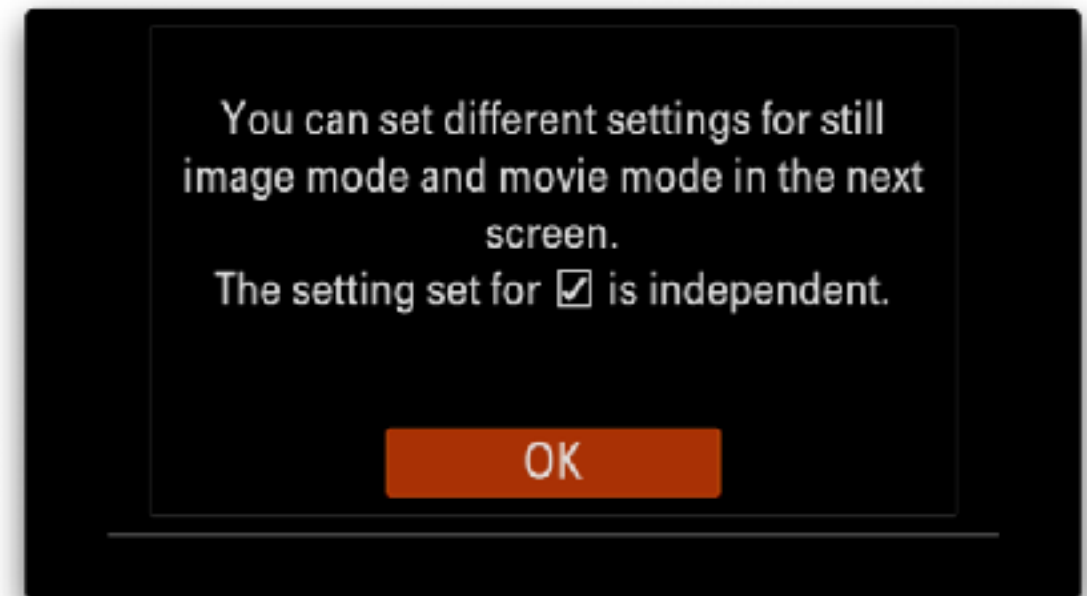 You can set different settings for still
image mode and movie mode in the next
screen.
The setting set for ☑ is independent.
OK